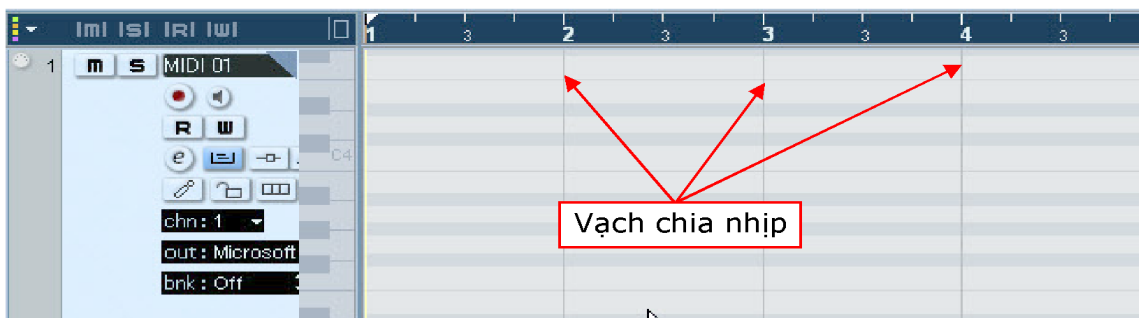 m S R W
1 3 2 3 3 3 4 3
1 m S MIDI 01
R W
e
C4
chn: 1
out: Microsoft
bnk: Off
Vạch chia nhịp